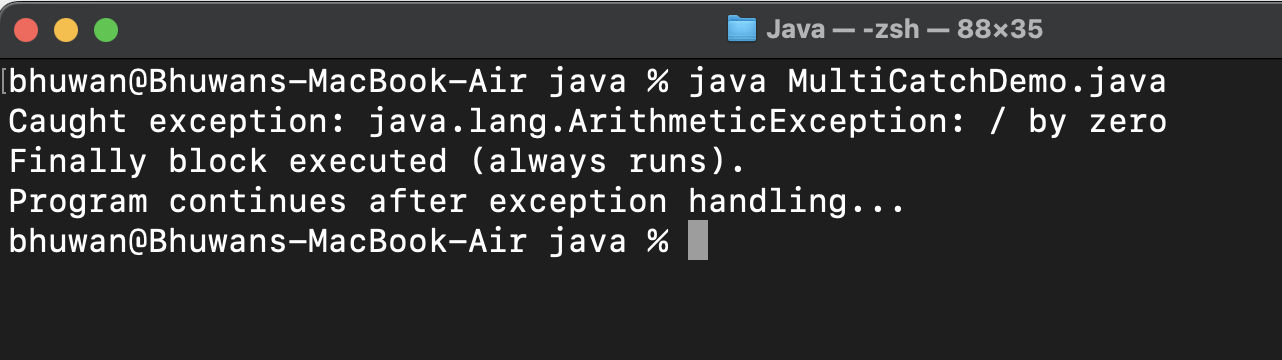 Java — -zsh — 88×35
bhuwan@Bhuwans-MacBook-Air java % java MultiCatchDemo.java
Caught exception: java.lang.ArithmeticException: / by zero
Finally block executed (always runs).
Program continues after exception handling...
bhuwan@Bhuwans-MacBook-Air java %